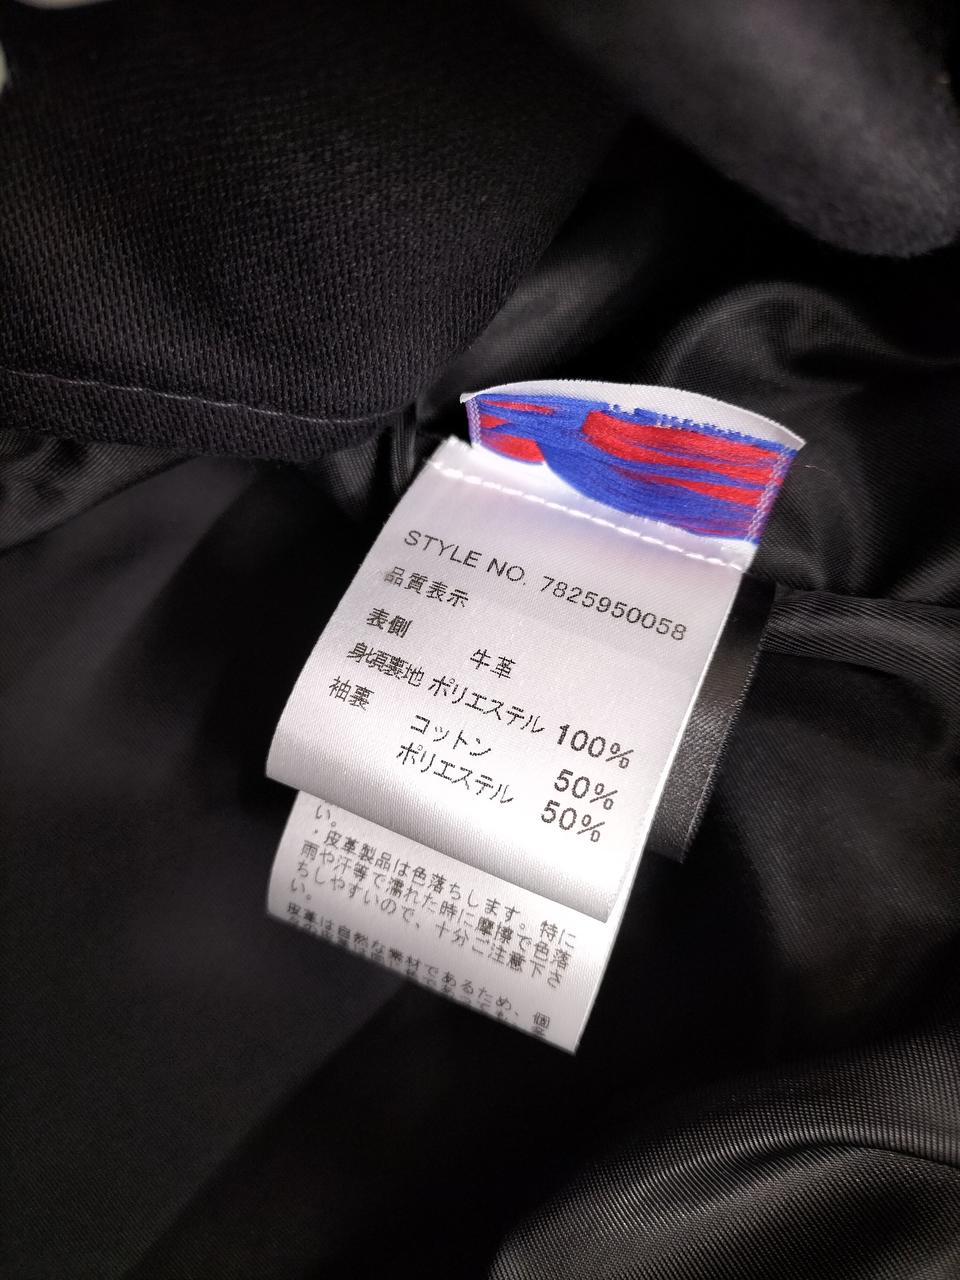 STYLE NO. 7825950058
品質表示
表側 牛革
身頃裏地 ポリエステル 100%
袖裏 コットン 50%
ポリエステル 50%
い。
・皮革製品は色落ちします。特に
雨や汗等で濡れた時に摩擦で色落
ちしやすいので、十分ご注意下さ
い。
皮革は自然な素材であるため、個